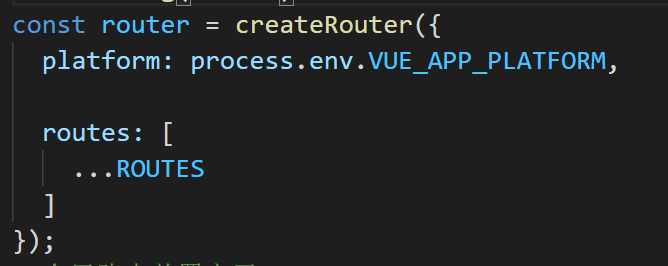 const router = createRouter({
  platform: process.env.VUE_APP_PLATFORM,
  routes: [
    ...ROUTES
  ]
});